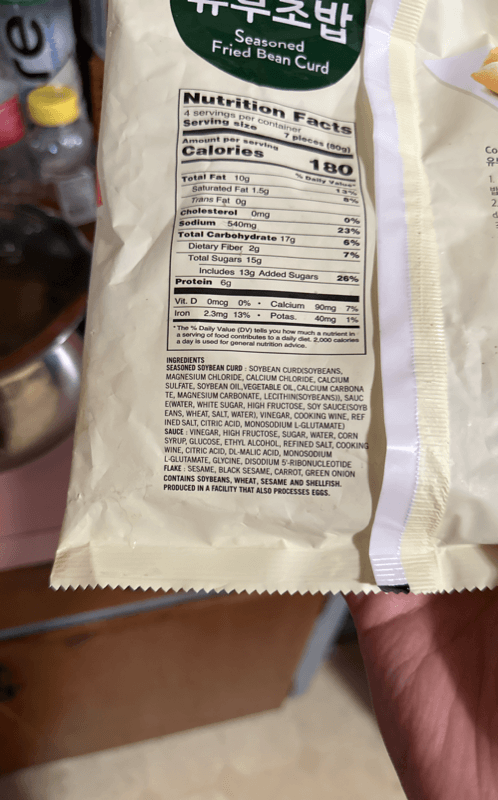 re
유부초밥
Seasoned
Fried Bean Curd
Nutrition Facts
4 servings per container
Serving size 7 pieces (80g)
Amount per serving
Calories 180
% Daily Value*
Total Fat 10g 13%
Saturated Fat 1.5g 8%
Trans Fat 0g
Cholesterol 0mg 0%
Sodium 540mg 23%
Total Carbohydrate 17g 6%
Dietary Fiber 2g 7%
Total Sugars 15g
Includes 13g Added Sugars 26%
Protein 6g
Vit. D 0mcg 0% • Calcium 90mg 7%
Iron 2.3mg 13% • Potas. 40mg 1%
*The % Daily Value (DV) tells you how much a nutrient in
a serving of food contributes to a daily diet. 2,000 calories
a day is used for general nutrition advice.
INGREDIENTS
SEASONED SOYBEAN CURD : SOYBEAN CURD(SOYBEANS,
MAGNESIUM CHLORIDE, CALCIUM CHLORIDE, CALCIUM
SULFATE, SOYBEAN OIL,VEGETABLE OIL,CALCIUM CARBONA
TE, MAGNESIUM CARBONATE, LECITHIN(SOYBEANS)), SAUC
E(WATER, WHITE SUGAR, HIGH FRUCTOSE, SOY SAUCE(SOYB
EANS, WHEAT, SALT, WATER), VINEGAR, COOKING WINE, REF
INED SALT, CITRIC ACID, MONOSODIUM L-GLUTAMATE)
SAUCE : VINEGAR, HIGH FRUCTOSE, SUGAR, WATER, CORN
SYRUP, GLUCOSE, ETHYL ALCOHOL, REFINED SALT, COOKING
WINE, CITRIC ACID, DL-MALIC ACID, MONOSODIUM
L-GLUTAMATE, GLYCINE, DISODIUM 5'-RIBONUCLEOTIDE
FLAKE : SESAME, BLACK SESAME, CARROT, GREEN ONION
CONTAINS SOYBEANS, WHEAT, SESAME AND SHELLFISH.
PRODUCED IN A FACILITY THAT ALSO PROCESSES EGGS.
Co
유
1.
2.